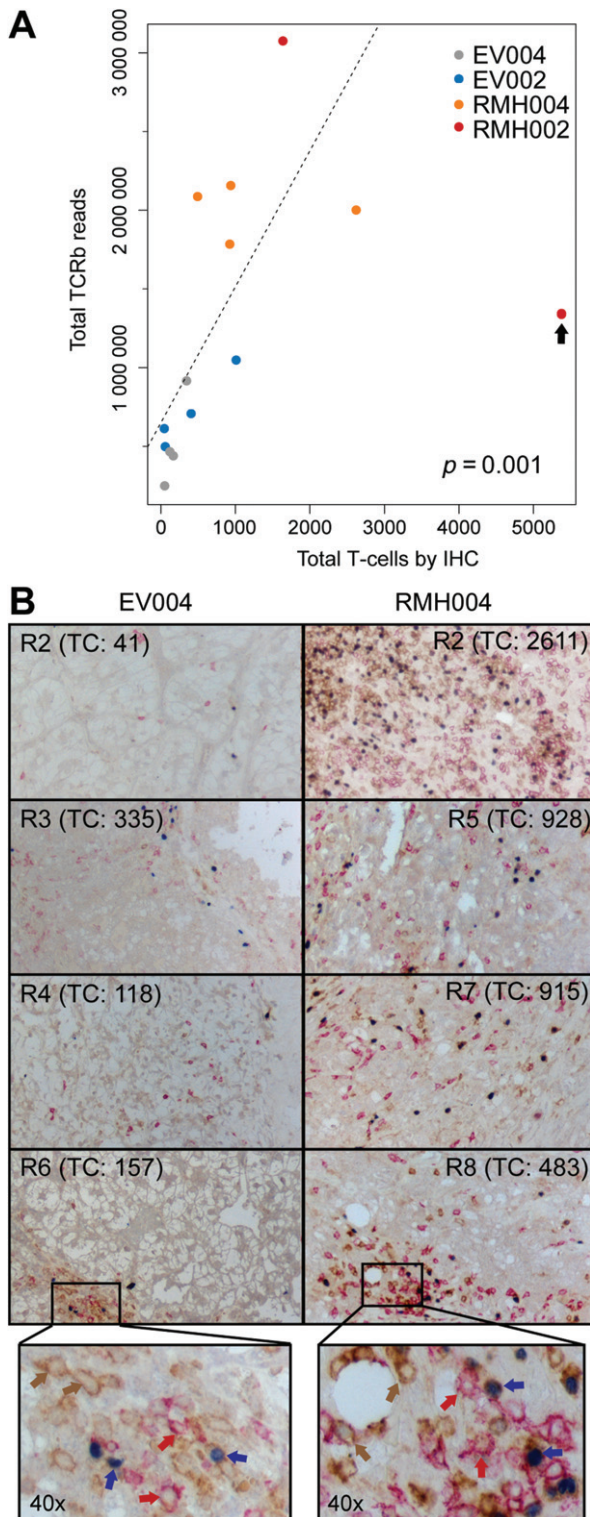 A
3 000 000
2 000 000
1 000 000
Total TCRb reads
EV004
EV002
RMH004
RMH002
p = 0.001
0 1000 2000 3000 4000 5000
Total T-cells by IHC
B
EV004 RMH004
R2 (TC: 41) R2 (TC: 2611)
R3 (TC: 335) R5 (TC: 928)
R4 (TC: 118) R7 (TC: 915)
R6 (TC: 157) R8 (TC: 483)
40x 40x